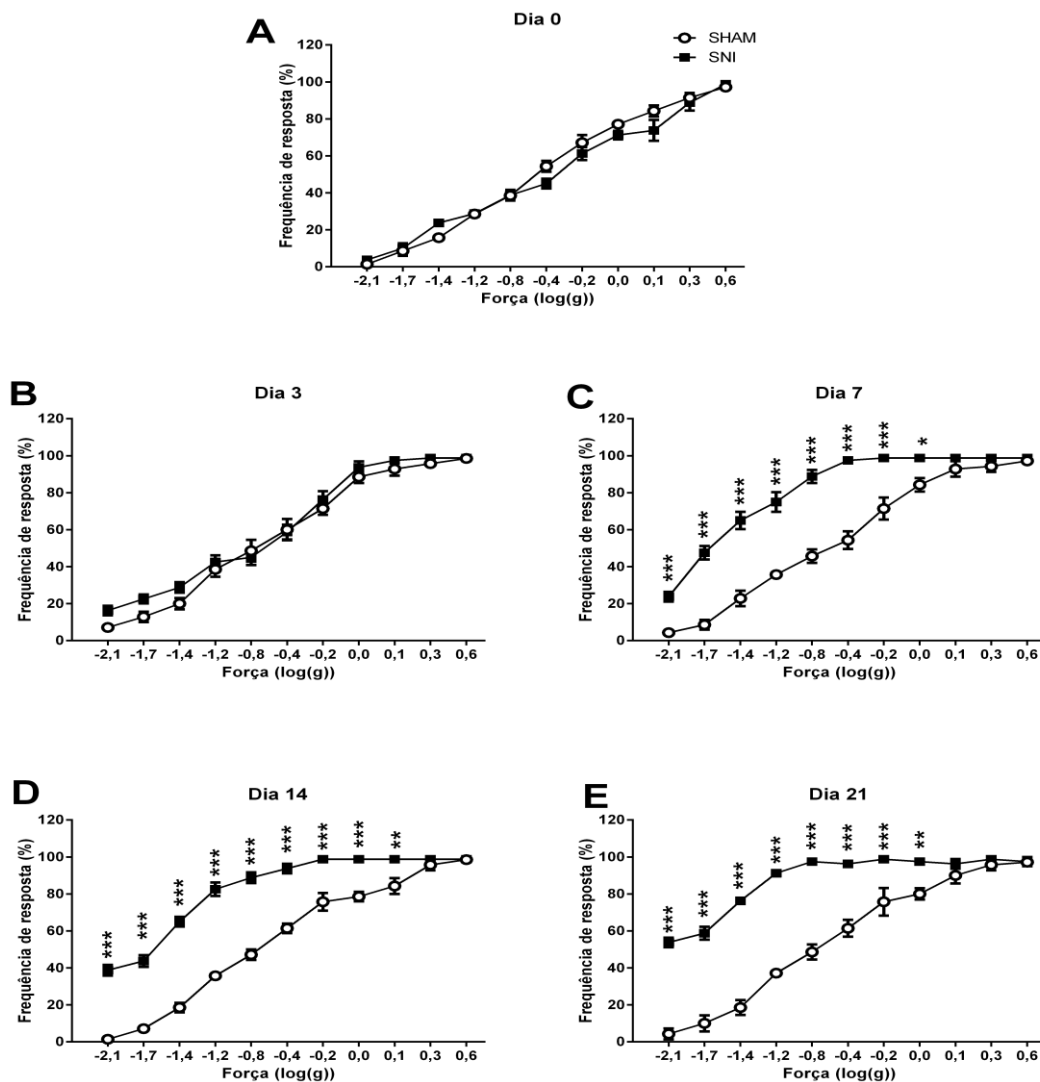 A
Dia 0
SHAM
SNI
Frequência de resposta (%)
120
100
80
60
40
20
0
-2,1 -1,7 -1,4 -1,2 -0,8 -0,4 -0,2 0,0 0,1 0,3 0,6
Força (log(g))
B
Dia 3
Frequência de resposta (%)
120
100
80
60
40
20
0
-2,1 -1,7 -1,4 -1,2 -0,8 -0,4 -0,2 0,0 0,1 0,3 0,6
Força (log(g))
C
Dia 7
Frequência de resposta (%)
120
100
80
60
40
20
0
*** *** *** *** *** *** *** *
-2,1 -1,7 -1,4 -1,2 -0,8 -0,4 -0,2 0,0 0,1 0,3 0,6
Força (log(g))
D
Dia 14
Frequência de resposta (%)
120
100
80
60
40
20
0
*** *** *** *** *** *** *** *** **
-2,1 -1,7 -1,4 -1,2 -0,8 -0,4 -0,2 0,0 0,1 0,3 0,6
Força (log(g))
E
Dia 21
Frequência de resposta (%)
120
100
80
60
40
20
0
*** *** *** *** *** *** *** **
-2,1 -1,7 -1,4 -1,2 -0,8 -0,4 -0,2 0,0 0,1 0,3 0,6
Força (log(g))